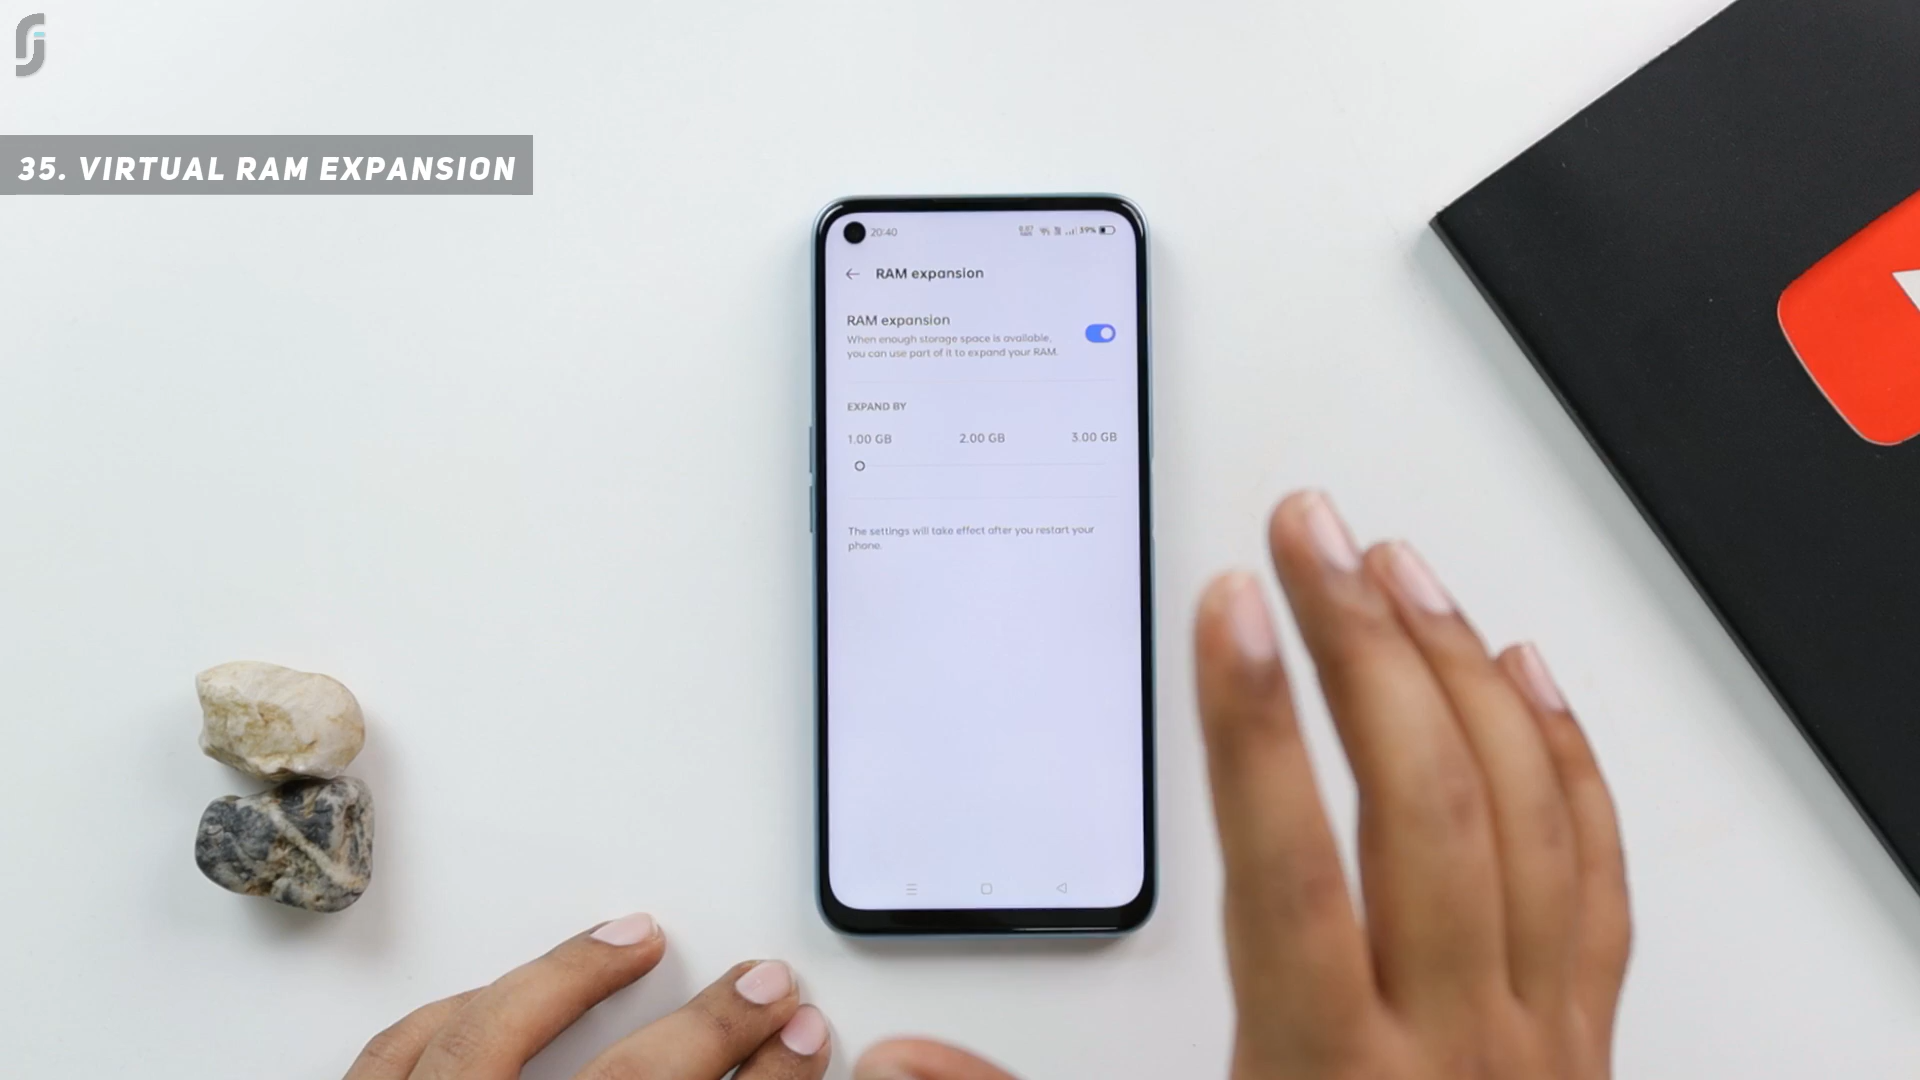 35. VIRTUAL RAM EXPANSION
20:40
39%
RAM expansion
RAM expansion
When enough storage space is available,
you can use part of it to expand your RAM.
EXPAND BY
1.00 GB 2.00 GB 3.00 GB
The settings will take effect after you restart your
phone.